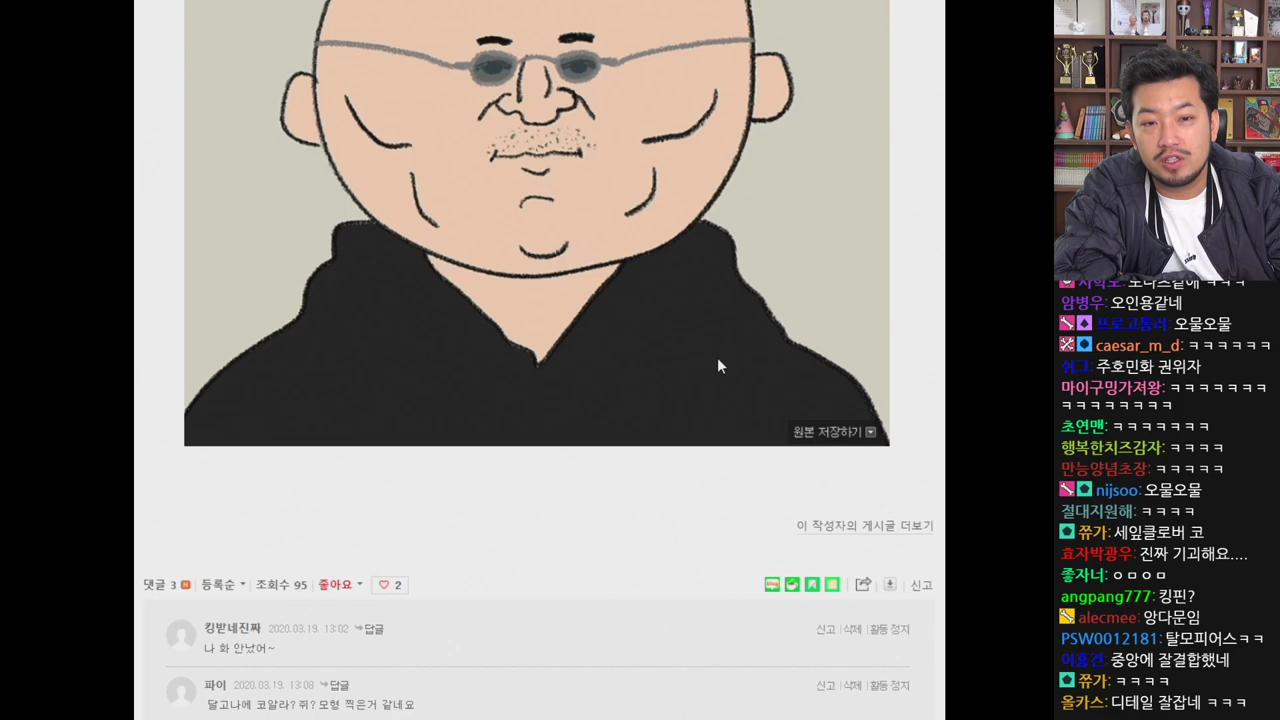 원본 저장하기
이 작성자의 게시글 더보기
댓글 3 등록순 조회수 95 좋아요 2 신고
킹받네진짜 2020.03.19. 13:02 답글 신고 삭제 활동정지
나 화 안났어~
파이 2020.03.19. 13:08 답글 신고 삭제 활동정지
달고나에 코알라? 쥐? 모형 찍은거 같네요
암병우: 오인용같네
프로고통러: 오물오물
caesar_m_d: ㅋㅋㅋㅋㅋㅋ
쉬그: 주호민화 권위자
마이구밍가져왕: ㅋㅋㅋㅋㅋㅋㅋ
ㅋㅋㅋㅋㅋㅋㅋㅋ
초연맨: ㅋㅋㅋㅋㅋㅋㅋ
행복한치즈감자: ㅋㅋㅋㅋ
만능양념초장: ㅋㅋㅋㅋㅋ
nijsoo: 오물오물
절대지원해: ㅋㅋㅋㅋ
쮸가: 세잎클로버 코
효자박광우: 진짜 기괴해요....
좋자너: ㅇㅁㅇㅁ
angpang777: 킹핀?
alecmee: 앙다문임
PSW0012181: 탈모피어스ㅋㅋ
이흥건: 중앙에 잘결합했네
쮸가: ㅋㅋㅋㅋ
올카스: 디테일 잘잡네 ㅋㅋㅋ